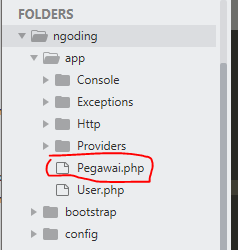 FOLDERS
ngoding
app
Console
Exceptions
Http
Providers
Pegawai.php
User.php
bootstrap
config